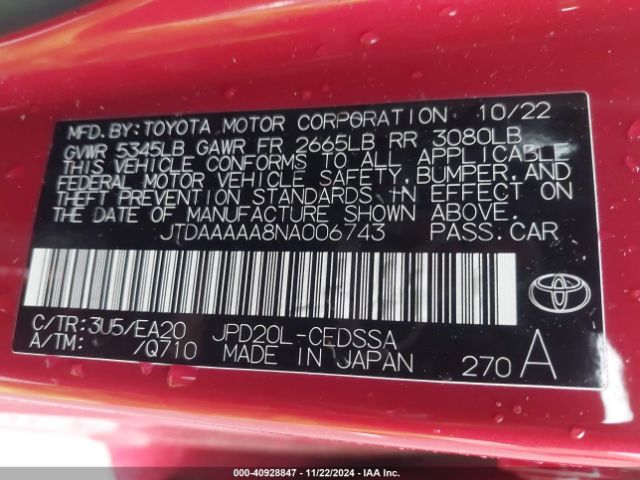 MFD. BY: TOYOTA MOTOR CORPORATION 10/22
GVWR 5345LB GAWR FR 2665LB RR 3080LB
THIS VEHICLE CONFORMS TO ALL APPLICABLE
FEDERAL MOTOR VEHICLE SAFETY, BUMPER, AND
THEFT PREVENTION STANDARDS IN EFFECT ON
THE DATE OF MANUFACTURE SHOWN ABOVE.
JTDAAAAA8NA006743 PASS.CAR
C/TR: 3U5/EA20 JPD20L-CEDSSA
A/TM: /Q710 MADE IN JAPAN 270 A
000-40928847 - 11/22/2024 - IAA Inc.